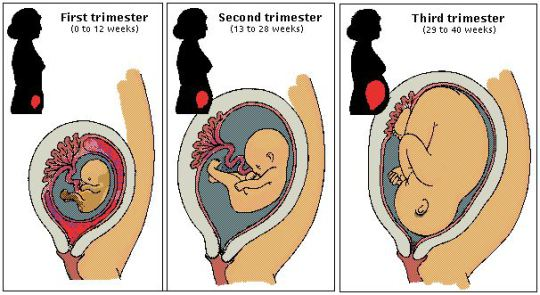 First trimester
(0 to 12 weeks)
Second trimester
(13 to 28 weeks)
Third trimester
(29 to 40 weeks)